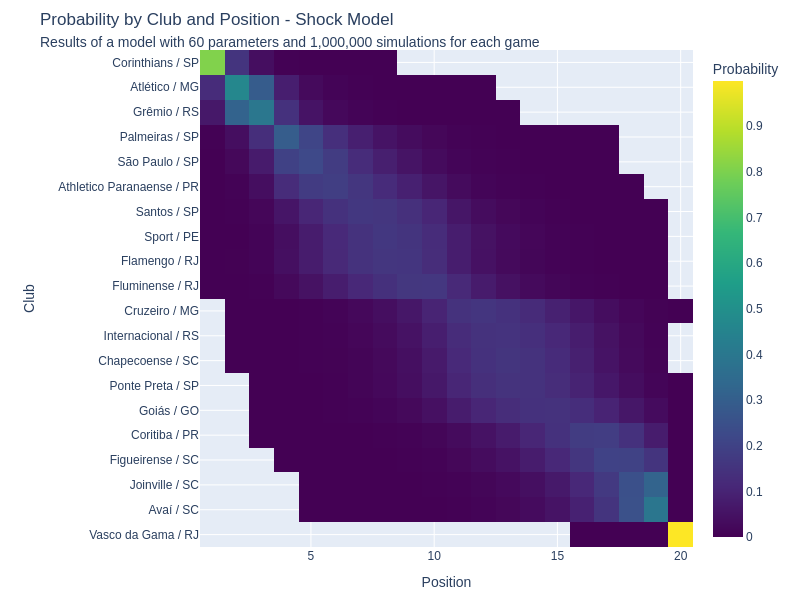 Probability by Club and Position - Shock Model
Results of a model with 60 parameters and 1,000,000 simulations for each game
Probability
Club
Corinthians / SP
Atlético / MG
Grêmio / RS
Palmeiras / SP
São Paulo / SP
Athletico Paranaense / PR
Santos / SP
Sport / PE
Flamengo / RJ
Fluminense / RJ
Cruzeiro / MG
Internacional / RS
Chapecoense / SC
Ponte Preta / SP
Goiás / GO
Coritiba / PR
Figueirense / SC
Joinville / SC
Avaí / SC
Vasco da Gama / RJ
5 10 15 20
Position
0.9
0.8
0.7
0.6
0.5
0.4
0.3
0.2
0.1
0